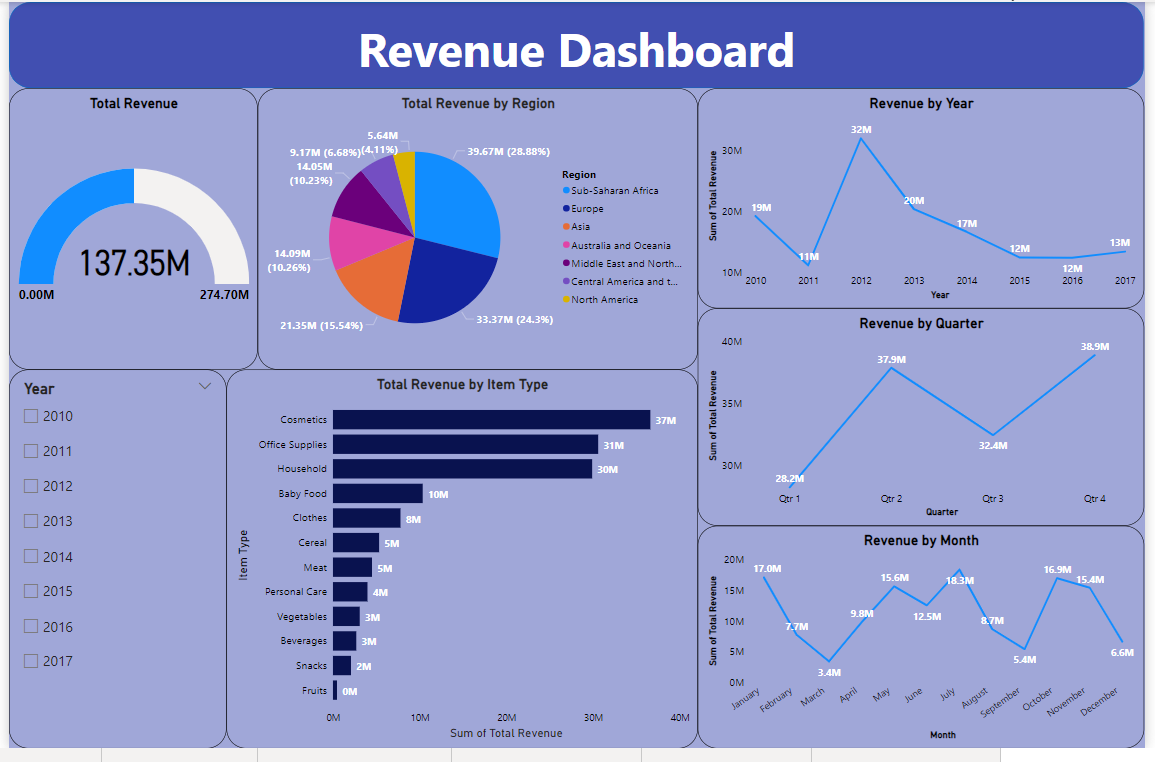 Revenue Dashboard
Total Revenue
137.35M
0.00M
274.70M
Total Revenue by Region
5.64M
(4.11%)
9.17M (6.68%)
14.05M
(10.23%)
39.67M (28.88%)
14.09M
(10.26%)
21.35M (15.54%)
33.37M (24.3%)
Region
Sub-Saharan Africa
Europe
Asia
Australia and Oceania
Middle East and North...
Central America and t...
North America
Revenue by Year
Sum of Total Revenue
30M
20M
10M
19M
11M
32M
20M
17M
12M
12M
13M
2010
2011
2012
2013
2014
2015
2016
2017
Year
Revenue by Quarter
Sum of Total Revenue
40M
35M
30M
28.2M
37.9M
32.4M
38.9M
Qtr 1
Qtr 2
Qtr 3
Qtr 4
Quarter
Year
2010
2011
2012
2013
2014
2015
2016
2017
Total Revenue by Item Type
Item Type
Cosmetics 37M
Office Supplies 31M
Household 30M
Baby Food 10M
Clothes 8M
Cereal 5M
Meat 5M
Personal Care 4M
Vegetables 3M
Beverages 3M
Snacks 2M
Fruits 0M
0M
10M
20M
30M
40M
Sum of Total Revenue
Revenue by Month
Sum of Total Revenue
20M
15M
10M
5M
0M
17.0M
7.7M
3.4M
9.8M
15.6M
12.5M
18.3M
8.7M
5.4M
16.9M
15.4M
6.6M
January
February
March
April
May
June
July
August
September
October
November
December
Month